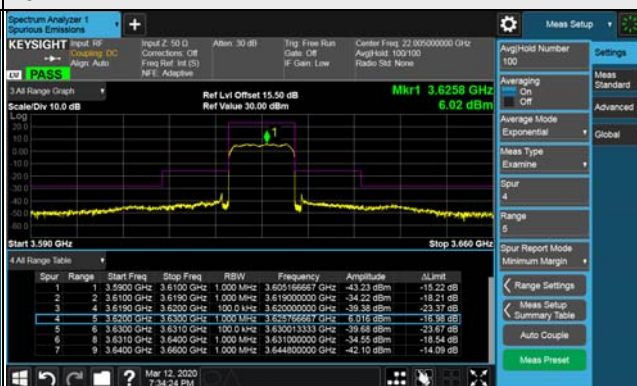 Spectrum Analyzer 1
Spurious Emissions
Meas Setup
KEYSIGHT Input: RF
Coupling: DC
Align: Auto
Input Z: 50 Ω
Corrections: Off
Freq Ref: Int (S)
NFE: Adaptive
Atten: 30 dB
Trig: Free Run
Gate: Off
IF Gain: Low
Center Freq: 22.005000000 GHz
Avg|Hold: 100/100
Radio Std: None
LXI PASS
3 All Range Graph
Scale/Div 10.0 dB
Ref Lvl Offset 15.50 dB
Ref Value 30.00 dBm
Mkr1 3.6258 GHz
6.02 dBm
Log
20.0
10.0
0.00
-10.0
-20.0
-30.0
-40.0
-50.0
-60.0
1
Start 3.590 GHz
Stop 3.660 GHz
4 All Range Table
Spur Range Start Freq Stop Freq RBW Frequency Amplitude ΔLimit
1 1 3.5900 GHz 3.6100 GHz 1.000 MHz 3.605166667 GHz -43.23 dBm -15.22 dB
2 2 3.6100 GHz 3.6190 GHz 1.000 MHz 3.619000000 GHz -34.22 dBm -18.21 dB
3 4 3.6190 GHz 3.6200 GHz 100.0 kHz 3.620000000 GHz -39.38 dBm -23.37 dB
4 5 3.6200 GHz 3.6300 GHz 1.000 MHz 3.625766667 GHz 6.016 dBm -16.98 dB
5 6 3.6300 GHz 3.6310 GHz 100.0 kHz 3.630013333 GHz -39.68 dBm -23.67 dB
6 8 3.6310 GHz 3.6400 GHz 1.000 MHz 3.631000000 GHz -34.55 dBm -18.54 dB
7 9 3.6400 GHz 3.6600 GHz 1.000 MHz 3.644800000 GHz -42.10 dBm -14.09 dB
Mar 12, 2020
7:34:24 PM
Avg|Hold Number
100
Averaging
On
Off
Average Mode
Exponential
Meas Type
Examine
Spur
4
Range
5
Spur Report Mode
Minimum Margin
Range Settings
Meas Setup
Summary Table
Auto Couple
Meas Preset
Settings
Meas
Standard
Advanced
Global